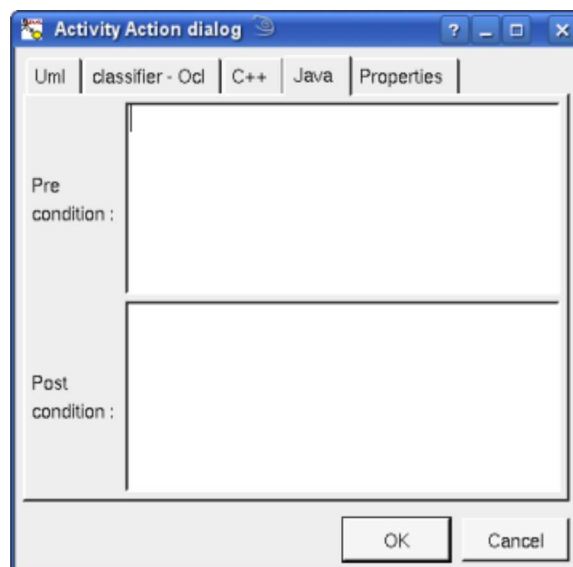 Activity Action dialog
Uml classifier - Ocl C++ Java Properties
Pre
condition :
Post
condition :
OK Cancel